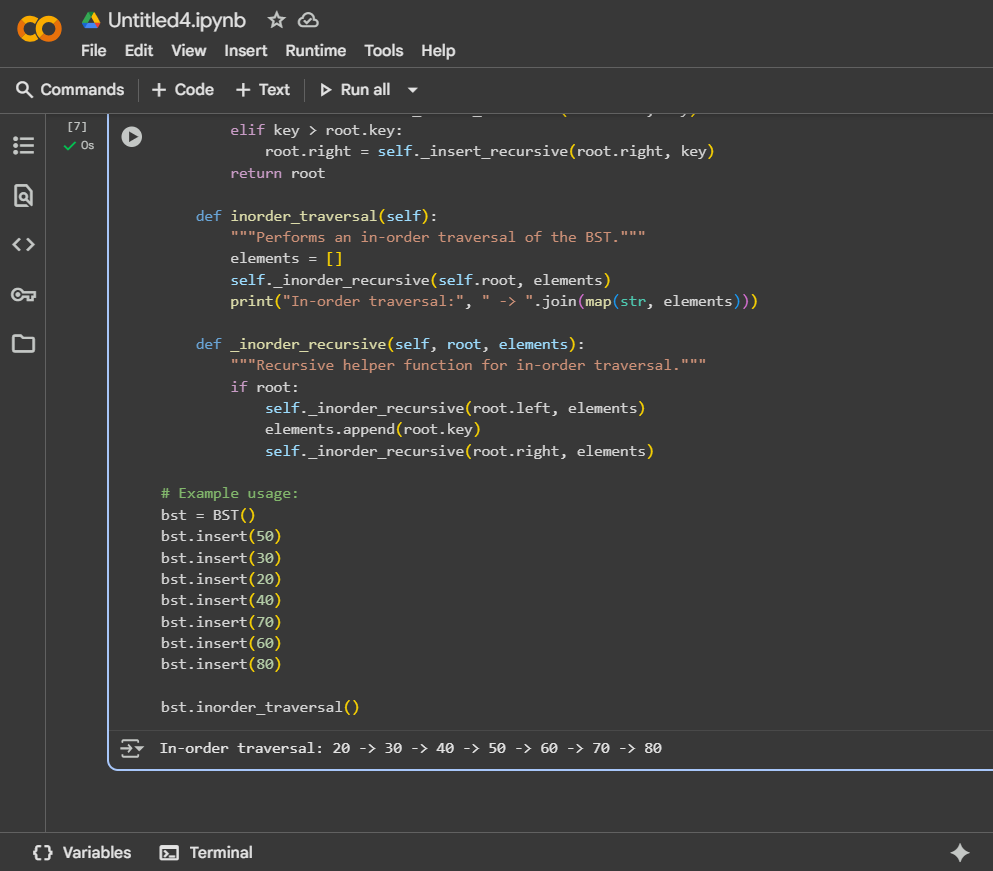 Untitled4.ipynb
File Edit View Insert Runtime Tools Help
Commands + Code + Text Run all
[7]
0s
elif key > root.key:
root.right = self._insert_recursive(root.right, key)
return root
def inorder_traversal(self):
"""Performs an in-order traversal of the BST."""
elements = []
self._inorder_recursive(self.root, elements)
print("In-order traversal:", " -> ".join(map(str, elements)))
def _inorder_recursive(self, root, elements):
"""Recursive helper function for in-order traversal."""
if root:
self._inorder_recursive(root.left, elements)
elements.append(root.key)
self._inorder_recursive(root.right, elements)
# Example usage:
bst = BST()
bst.insert(50)
bst.insert(30)
bst.insert(20)
bst.insert(40)
bst.insert(70)
bst.insert(60)
bst.insert(80)
bst.inorder_traversal()
In-order traversal: 20 -> 30 -> 40 -> 50 -> 60 -> 70 -> 80
Variables Terminal